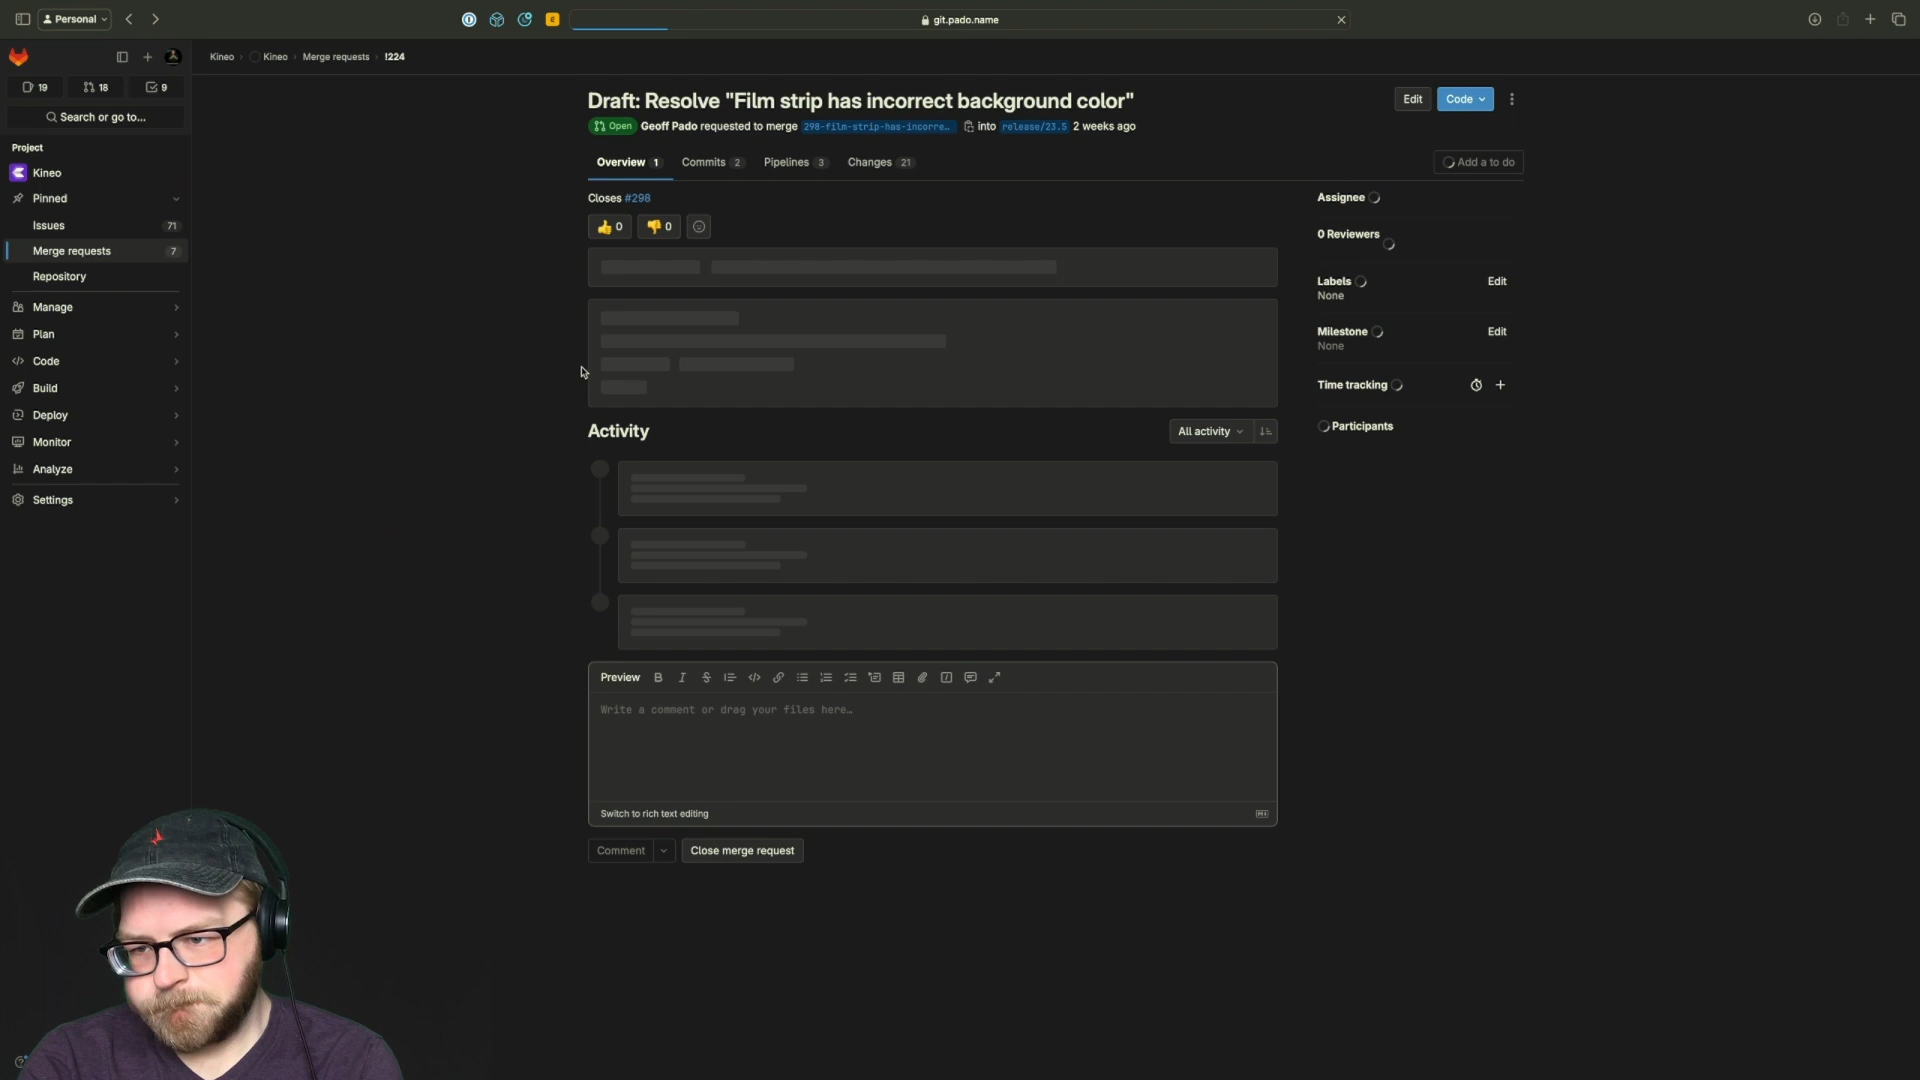 Personal
git.pado.name
19
18
9
Search or go to...
Project
Kineo
Pinned
Issues 71
Merge requests 7
Repository
Manage
Plan
Code
Build
Deploy
Monitor
Analyze
Settings
Kineo
Kineo
Merge requests
!224
Draft: Resolve "Film strip has incorrect background color"
Edit
Code
Open Geoff Pado requested to merge 298-film-strip-has-incorre… into release/23.5 2 weeks ago
Overview 1
Commits 2
Pipelines 3
Changes 21
Add a to do
Closes #298
0
0
Activity
All activity
Preview
Write a comment or drag your files here…
Switch to rich text editing
Comment
Close merge request
Assignee
0 Reviewers
Labels
Edit
None
Milestone
Edit
None
Time tracking
Participants